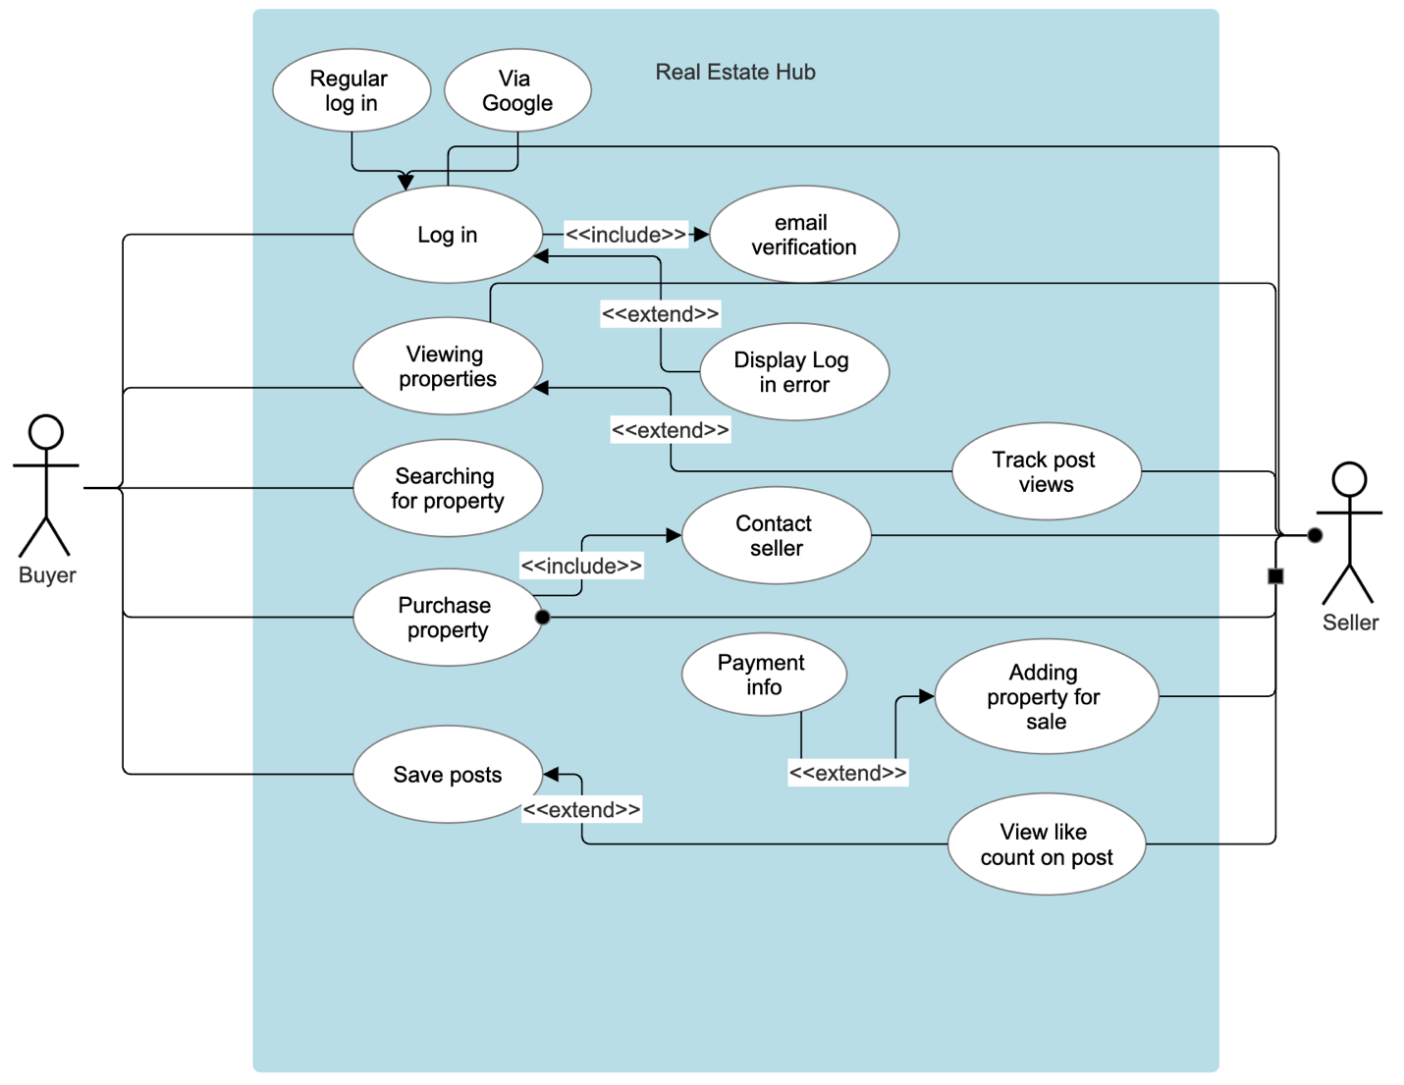 Real Estate Hub
Regular
log in
Via
Google
Log in
<<include>>
email
verification
<<extend>>
Viewing
properties
Display Log
in error
<<extend>>
Searching
for property
Track post
views
Contact
seller
<<include>>
Buyer
Purchase
property
Seller
Payment
info
Adding
property for
sale
<<extend>>
Save posts
<<extend>>
View like
count on post